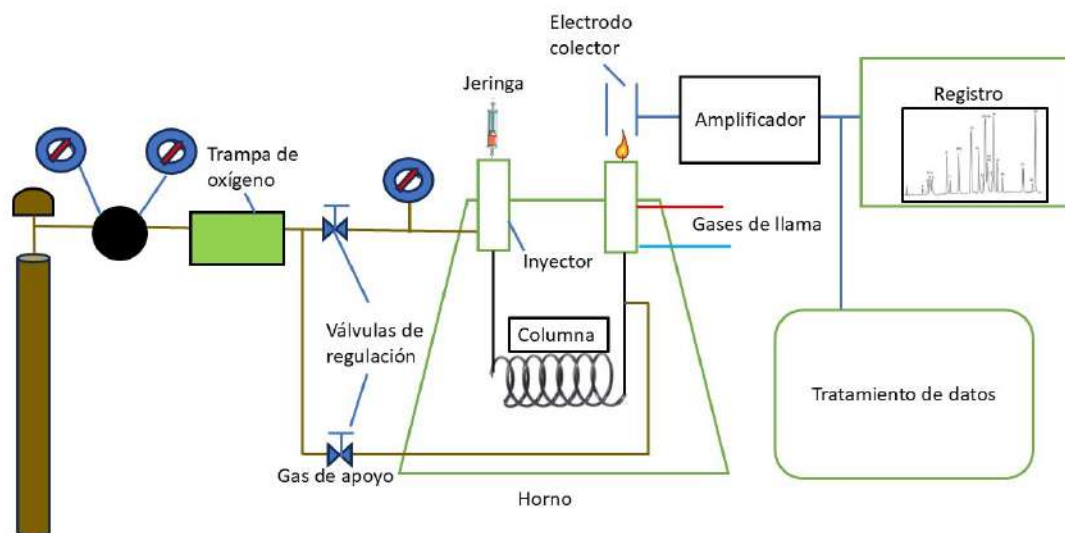 Electrodo
colector
Jeringa
Registro
Amplificador
Trampa de
oxígeno
Gases de llama
Inyector
Válvulas de
regulación
Columna
Tratamiento de datos
Gas de apoyo
Horno